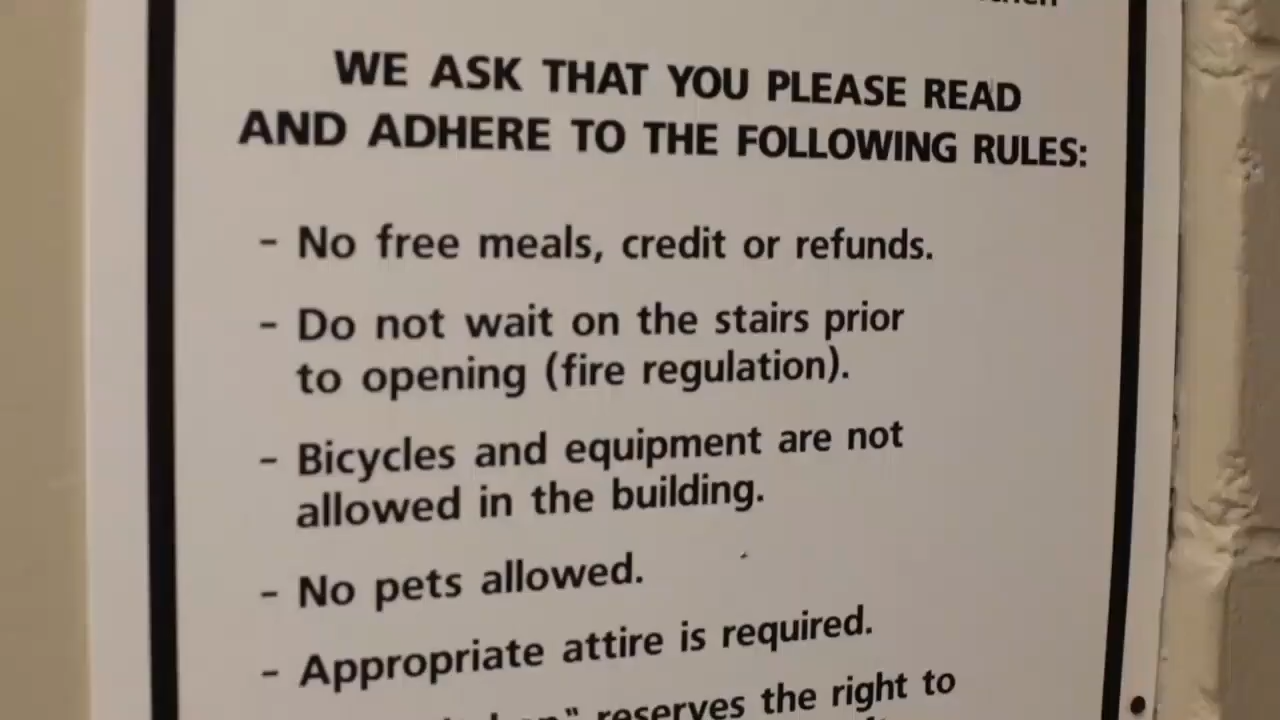 WE ASK THAT YOU PLEASE READ
AND ADHERE TO THE FOLLOWING RULES:
- No free meals, credit or refunds.
- Do not wait on the stairs prior
to opening (fire regulation).
- Bicycles and equipment are not
allowed in the building.
- No pets allowed.
- Appropriate attire is required.
reserves the right to